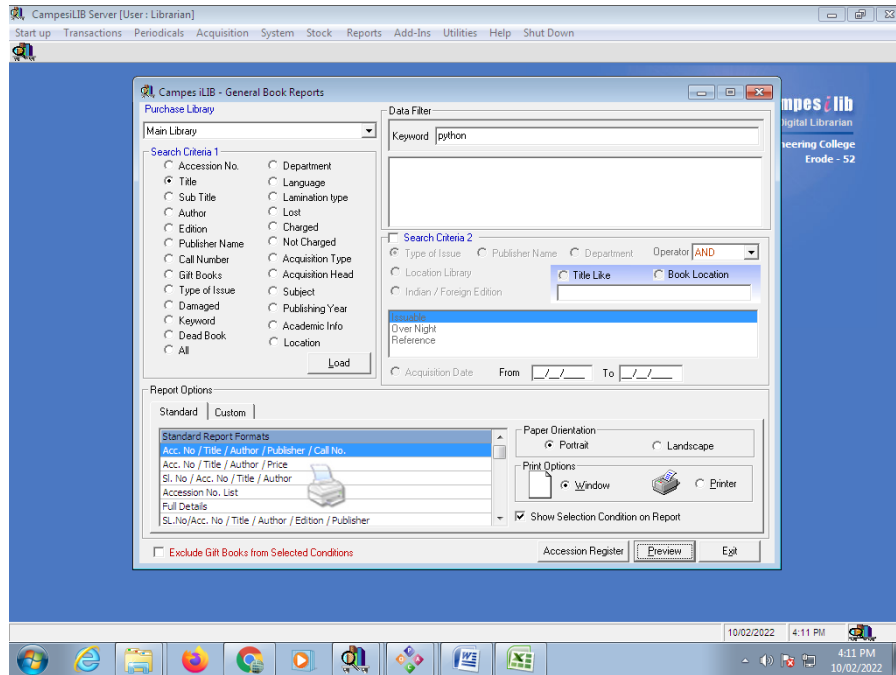 CampesiLIB Server [User : Librarian]
Start up Transactions Periodicals Acquisition System Stock Reports Add-Ins Utilities Help Shut Down
Campes iLIB - General Book Reports
Purchase Library
Main Library
Search Criteria 1
Accession No.
Title
Sub Title
Author
Edition
Publisher Name
Call Number
Gift Books
Type of Issue
Damaged
Keyword
Dead Book
All
Department
Language
Lamination type
Lost
Charged
Not Charged
Acquisition Type
Acquisition Head
Subject
Publishing Year
Academic Info
Location
Load
Data Filter
Keyword python
Search Criteria 2
Type of Issue Publisher Name Department Operator AND
Location Library
Title Like Book Location
Indian / Foreign Edition
Issuable
Over Night
Reference
Acquisition Date From _/_/___ To _/_/___
Report Options
Standard Custom
Standard Report Formats
Acc. No / Title / Author / Publisher / Call No.
Acc. No / Title / Author / Price
Sl. No / Acc. No / Title / Author
Accession No. List
Full Details
SL.No/Acc. No / Title / Author / Edition / Publisher
Paper Orientation
Portrait Landscape
Print Options
Window Printer
Show Selection Condition on Report
Exclude Gift Books from Selected Conditions
Accession Register Preview Exit
mpes ilib
igital Librarian
neering College
Erode - 52
10/02/2022 4:11 PM
4:11 PM
10/02/2022